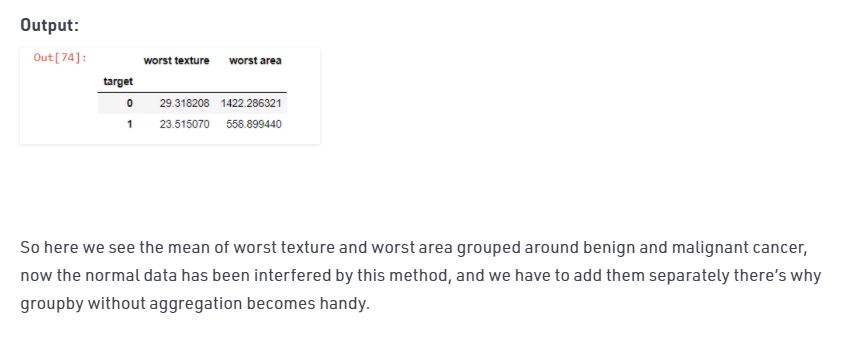 Output:
Out[74]:
worst texture worst area
target
0 29.318208 1422.286321
1 23.515070 558.899440
So here we see the mean of worst texture and worst area grouped around benign and malignant cancer,
now the normal data has been interfered by this method, and we have to add them separately there's why
groupby without aggregation becomes handy.